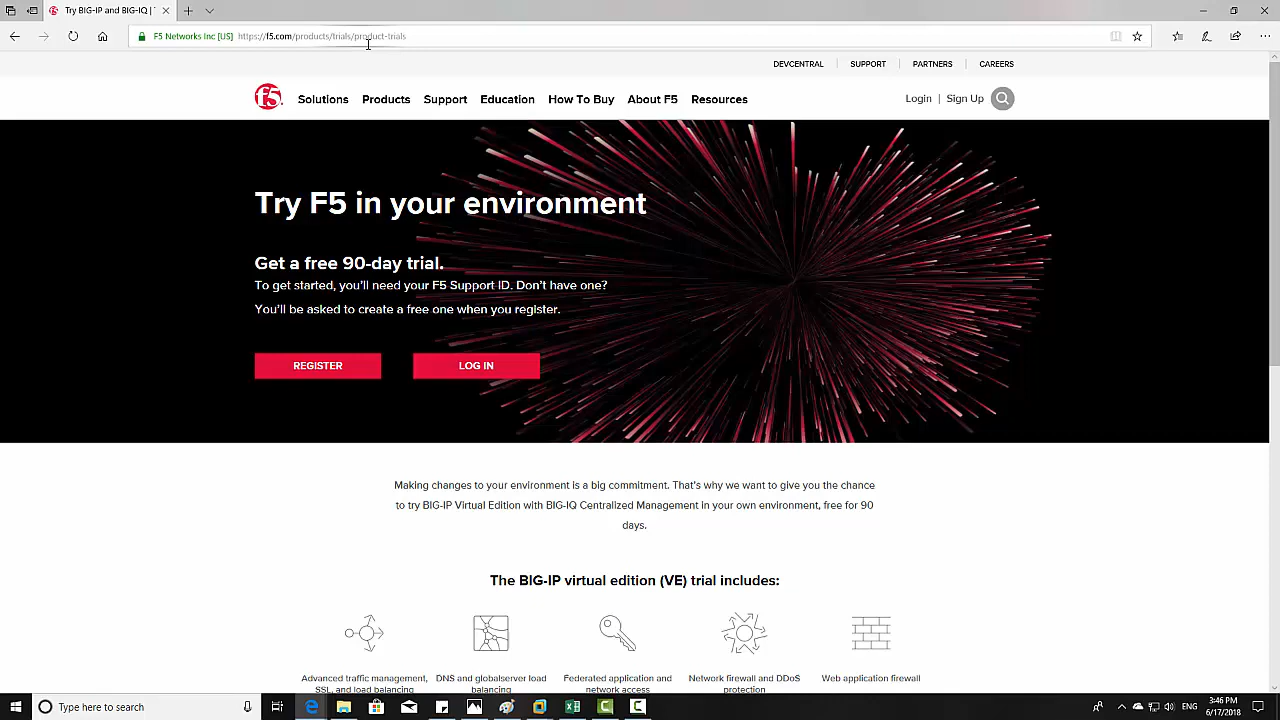 Try BIG-IP and BIG-IQ |
F5 Networks Inc [US] https://f5.com/products/trials/product-trials
DEVCENTRAL SUPPORT PARTNERS CAREERS
f5 Solutions Products Support Education How To Buy About F5 Resources Login | Sign Up
Try F5 in your environment
Get a free 90-day trial.
To get started, you'll need your F5 Support ID. Don't have one?
You'll be asked to create a free one when you register.
REGISTER LOG IN
Making changes to your environment is a big commitment. That's why we want to give you the chance
to try BIG-IP Virtual Edition with BIG-IQ Centralized Management in your own environment, free for 90
days.
The BIG-IP virtual edition (VE) trial includes:
Advanced traffic management, DNS and globalserver load Federated application and Network firewall and DDoS Web application firewall
SSL, and load balancing balancing network access protection
Type here to search ENG 3:46 PM
6/17/2018